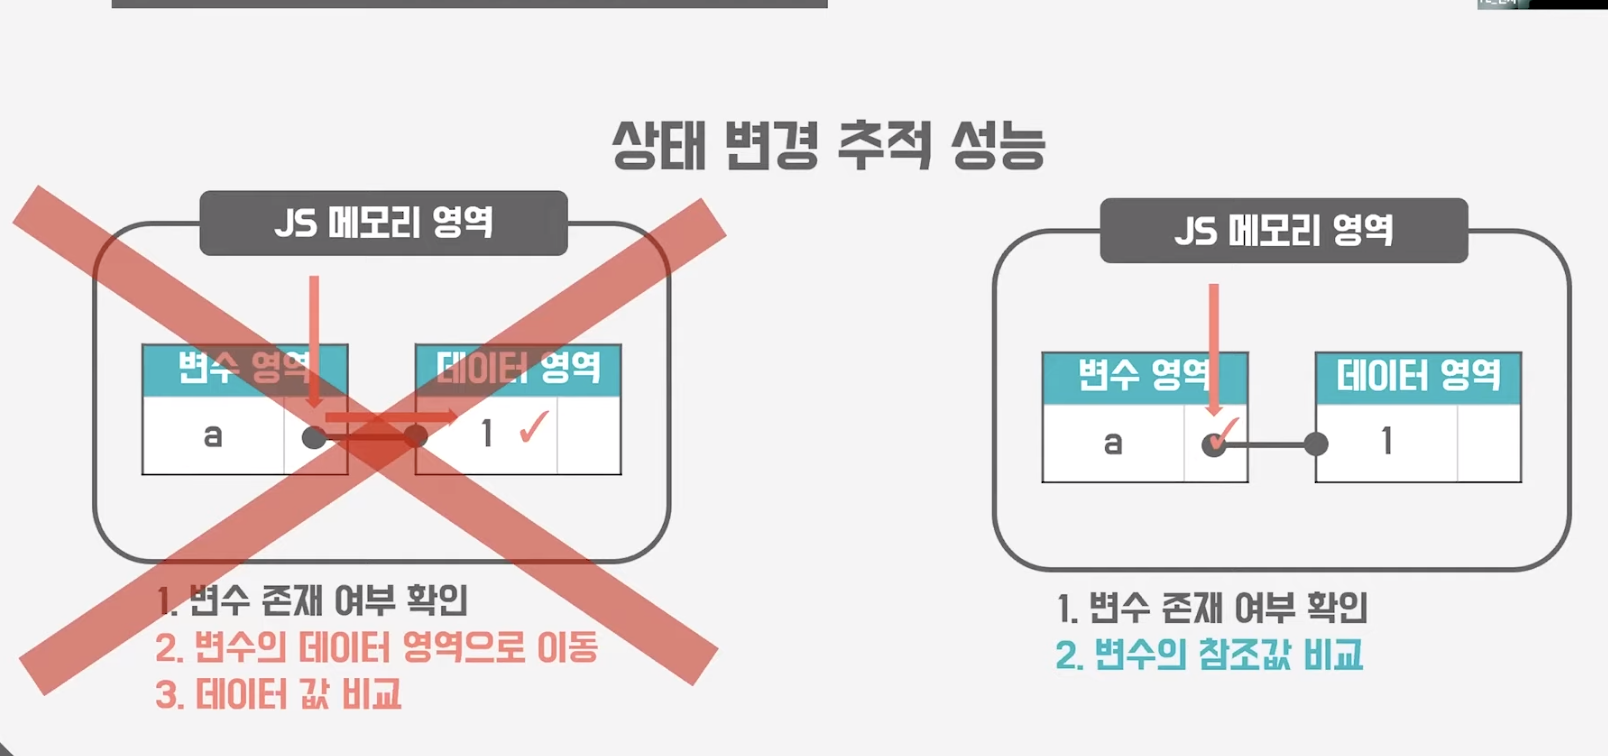 상태 변경 추적 성능
JS 메모리 영역
변수 영역
데이터 영역
a
1
1. 변수 존재 여부 확인
2. 변수의 데이터 영역으로 이동
3. 데이터 값 비교
JS 메모리 영역
변수 영역
데이터 영역
a
1
1. 변수 존재 여부 확인
2. 변수의 참조값 비교